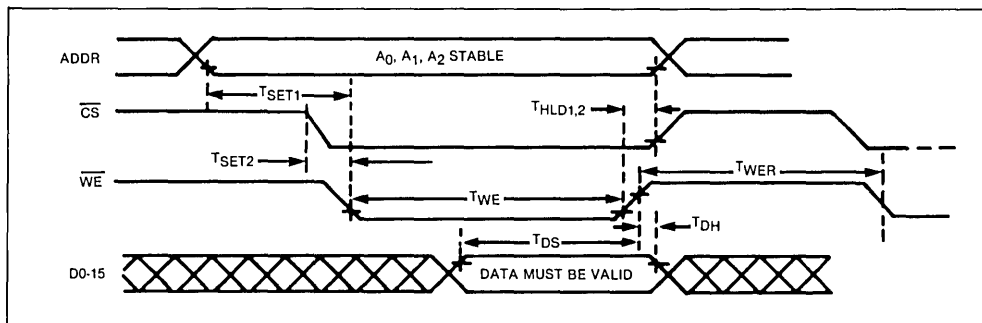 ADDR
A0, A1, A2 STABLE
TSET1
THLD1,2
CS
TSET2
TWER
WE
TWE
TDH
TDS
D0-15
DATA MUST BE VALID